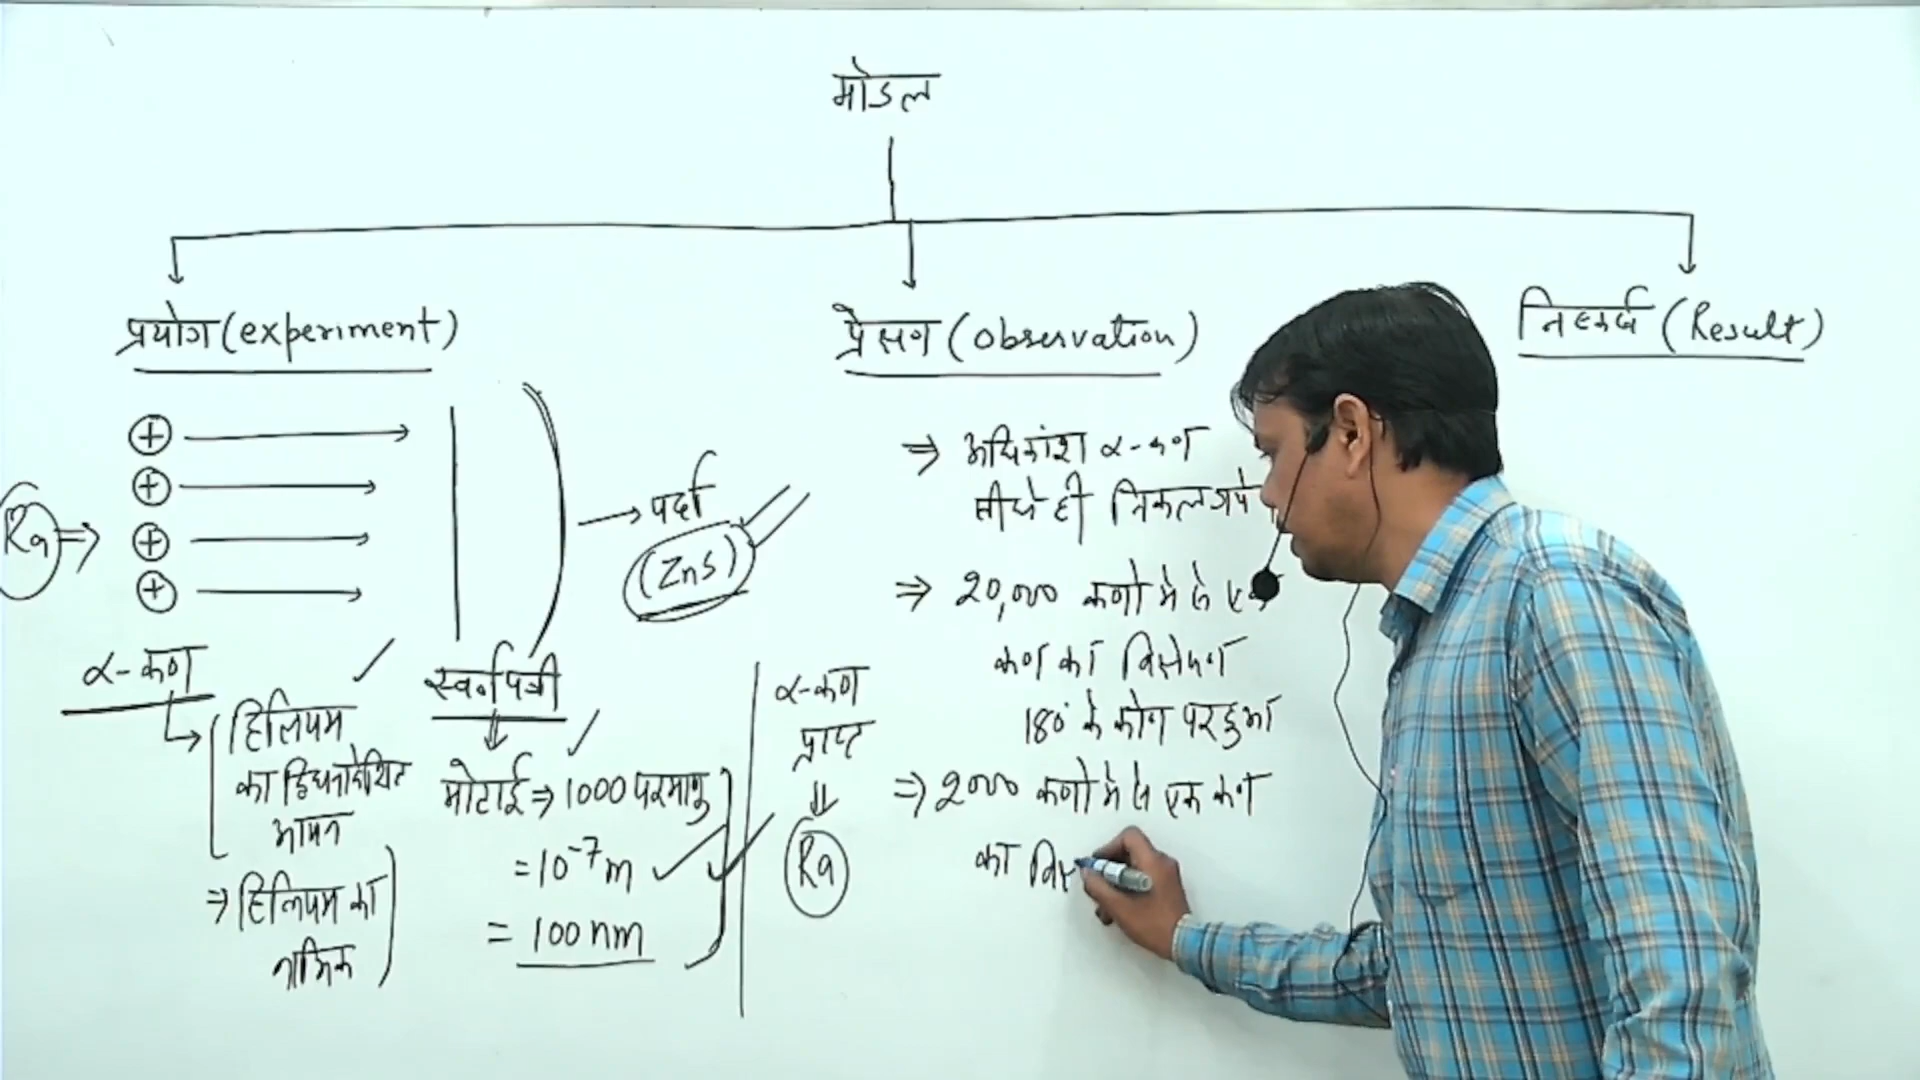 मोडल
प्रयोग (experiment)
Ra ⇒
+
+
+
+
α-कण
हिलियम
का द्विधनावेशित
आयन
⇒ हिलियम का
नाभिक
→ पर्दा
(ZnS)
स्वर्णपत्री
मोटाई ⇒ 1000 परमाणु
= 10⁻⁷ m
= 100 nm
α-कण
प्राप्त
⇓
Ra
प्रेक्षण (observation)
⇒ अधिकांश α-कण
सीधे ही निकल गये
⇒ 20,000 कणों मे से एक
कण का विक्षेपण
180° के कोण पर हुआ
⇒ 2000 कणों मे से एक कण
का
निष्कर्ष (Result)